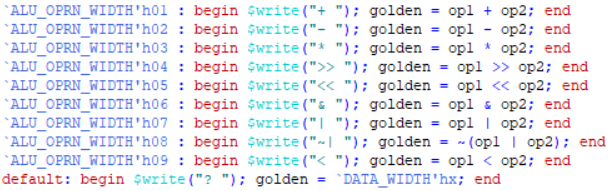 `ALU_OPRN_WIDTH'h01 : begin $write("+ "); golden = op1 + op2; end
`ALU_OPRN_WIDTH'h02 : begin $write("- "); golden = op1 - op2; end
`ALU_OPRN_WIDTH'h03 : begin $write("* "); golden = op1 * op2; end
`ALU_OPRN_WIDTH'h04 : begin $write(">> "); golden = op1 >> op2; end
`ALU_OPRN_WIDTH'h05 : begin $write("<< "); golden = op1 << op2; end
`ALU_OPRN_WIDTH'h06 : begin $write("& "); golden = op1 & op2; end
`ALU_OPRN_WIDTH'h07 : begin $write("| "); golden = op1 | op2; end
`ALU_OPRN_WIDTH'h08 : begin $write("~| "); golden = ~(op1 | op2); end
`ALU_OPRN_WIDTH'h09 : begin $write("< "); golden = op1 < op2; end
default: begin $write("? "); golden = `DATA_WIDTH'hx; end